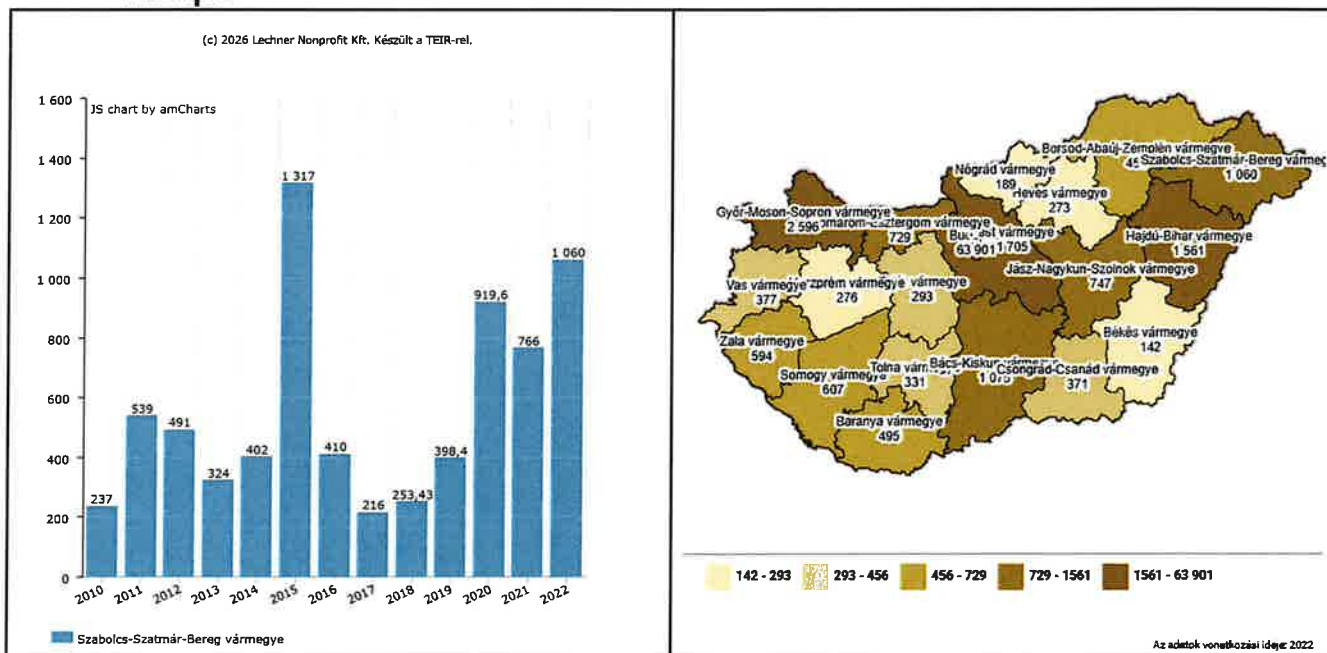 (c) 2026 Lechner Nonprofit Kft. Készült a TEIR-rel.
JS chart by amCharts
1 600
1 400
1 200
1 000
800
600
400
200
0
237
539
491
324
402
1 317
410
216
253,43
398,4
919,6
766
1 060
2010
2011
2012
2013
2014
2015
2016
2017
2018
2019
2020
2021
2022
Szabolcs-Szatmár-Bereg vármegye
Borsod-Abaúj-Zemplén vármegye
Szabolcs-Szatmár-Bereg
1 060
Nógrád vármegye
189
Heves vármegye
273
Győr-Moson-Sopron vármegye
2 596
vármegye
729
vármegye
63 901
1 705
Hajdú-Bihar vármegye
1 561
Jász-Nagykun-Szolnok vármegye
747
Vas vármegye
377
vármegye
276
vármegye
293
Békés vármegye
142
Zala vármegye
594
Somogy vármegye
607
Tolna
331
Bács-Kiskun
Csongrád-Csanád vármegye
371
Baranya vármegye
495
142 - 293
293 - 456
456 - 729
729 - 1561
1561 - 63 901
Az adatok vonatkozási ideje: 2022